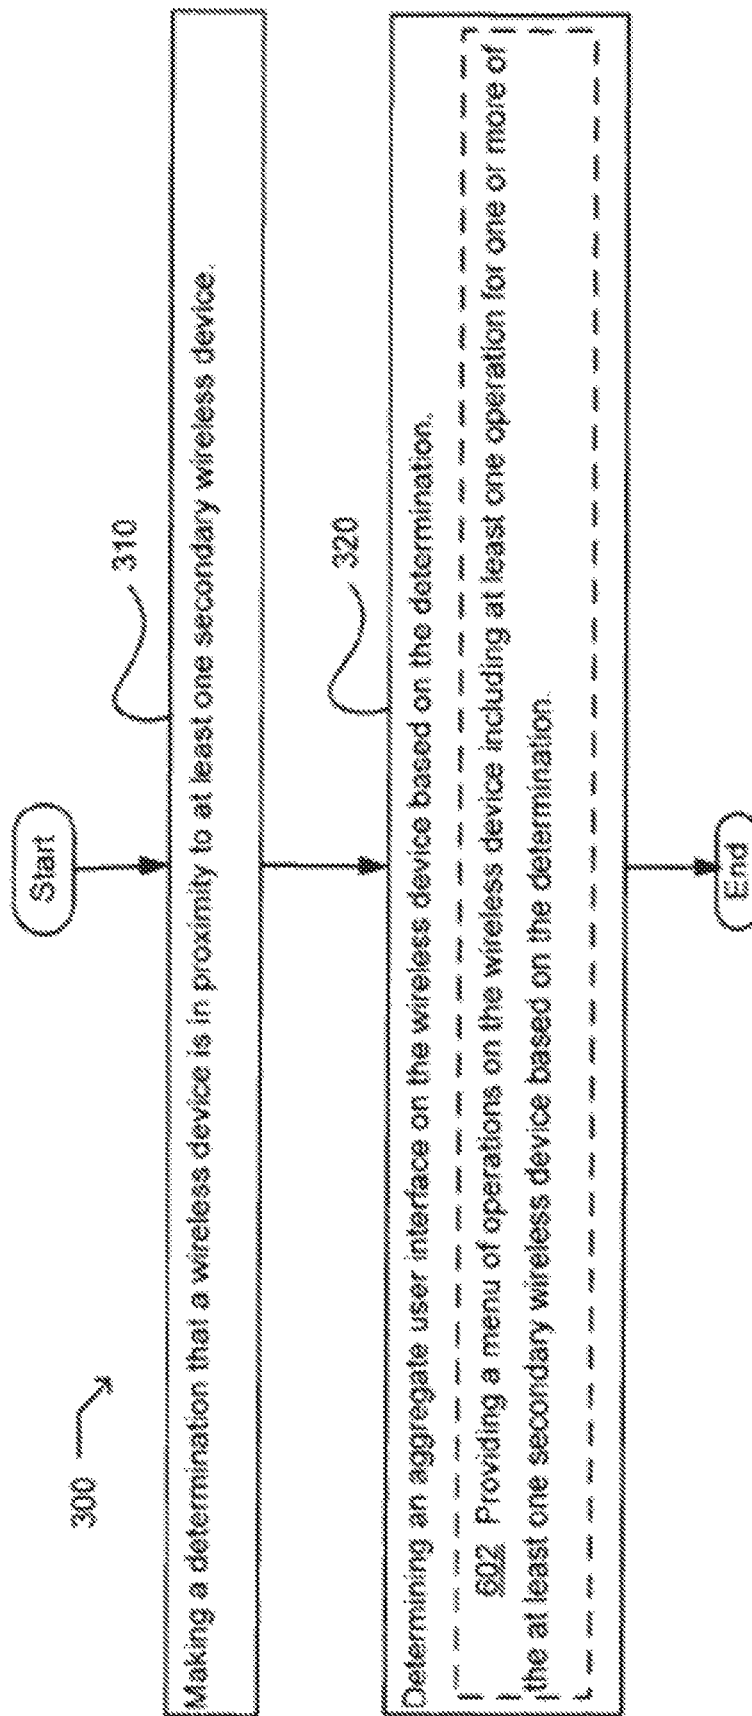 300
Start
310
Making a determination that a wireless device is in proximity to at least one secondary wireless device.
320
Determining an aggregate user interface on the wireless device based on the determination.
602 Providing a menu of operations on the wireless device including at least one operation for one or more of
the at least one secondary wireless device based on the determination.
End